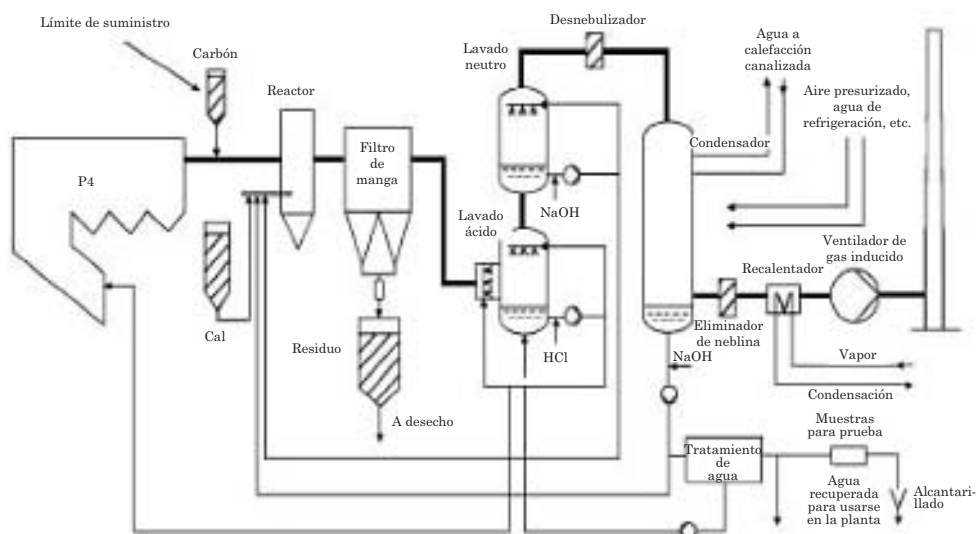 Límite de suministro
Carbón
Reactor
P4
Cal
Filtro
de
manga
Residuo
A desecho
Lavado
neutro
Desnebulizador
NaOH
Lavado
ácido
HCl
Agua a
calefacción
canalizada
Condensador
Aire presurizado,
agua de
refrigeración, etc.
Ventilador de
gas inducido
Recalentador
Eliminador
de neblina
NaOH
Vapor
Condensación
Tratamiento
de
agua
Muestras
para prueba
Agua
recuperada
para usarse
en la planta
Alcantari-
llado